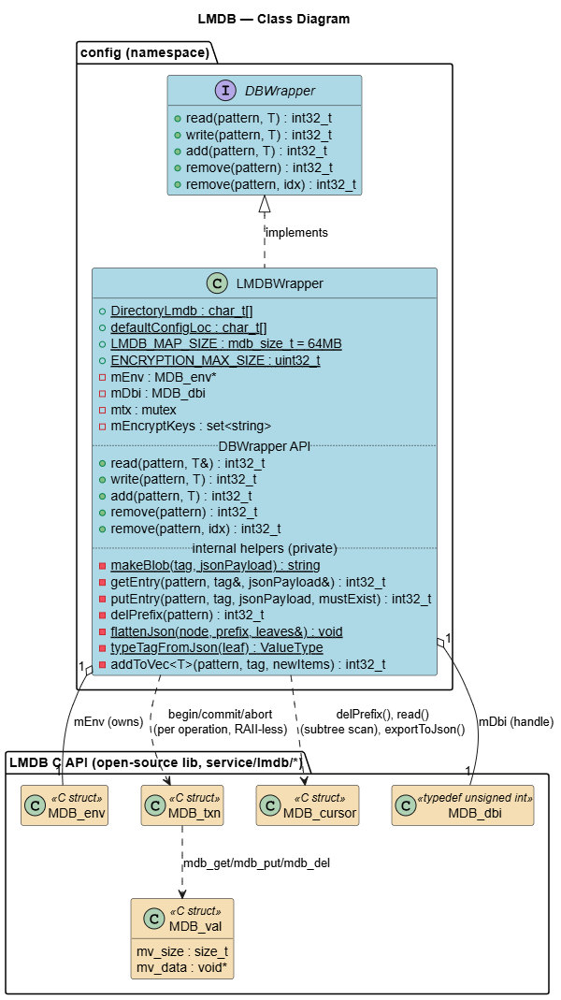 LMDB — Class Diagram
config (namespace)
I DBWrapper
read(pattern, T) : int32_t
write(pattern, T) : int32_t
add(pattern, T) : int32_t
remove(pattern) : int32_t
remove(pattern, idx) : int32_t
implements
C LMDBWrapper
DirectoryLmdb : char_t[]
defaultConfigLoc : char_t[]
LMDB_MAP_SIZE : mdb_size_t = 64MB
ENCRYPTION_MAX_SIZE : uint32_t
mEnv : MDB_env*
mDbi : MDB_dbi
mtx : mutex
mEncryptKeys : set<string>
DBWrapper API
read(pattern, T&) : int32_t
write(pattern, T) : int32_t
add(pattern, T) : int32_t
remove(pattern) : int32_t
remove(pattern, idx) : int32_t
internal helpers (private)
makeBlob(tag, jsonPayload) : string
getEntry(pattern, tag&, jsonPayload&) : int32_t
putEntry(pattern, tag, jsonPayload, mustExist) : int32_t
delPrefix(pattern) : int32_t
flattenJson(node, prefix, leaves&) : void
typeTagFromJson(leaf) : ValueType
addToVec<T>(pattern, tag, newItems) : int32_t
1
1
mEnv (owns)
begin/commit/abort
(per operation, RAII-less)
delPrefix(), read()
(subtree scan), exportToJson()
mDbi (handle)
1
1
LMDB C API (open-source lib, service/lmdb/*)
C «C struct»
MDB_env
C «C struct»
MDB_txn
C «C struct»
MDB_cursor
C «typedef unsigned int»
MDB_dbi
mdb_get/mdb_put/mdb_del
C «C struct»
MDB_val
mv_size : size_t
mv_data : void*